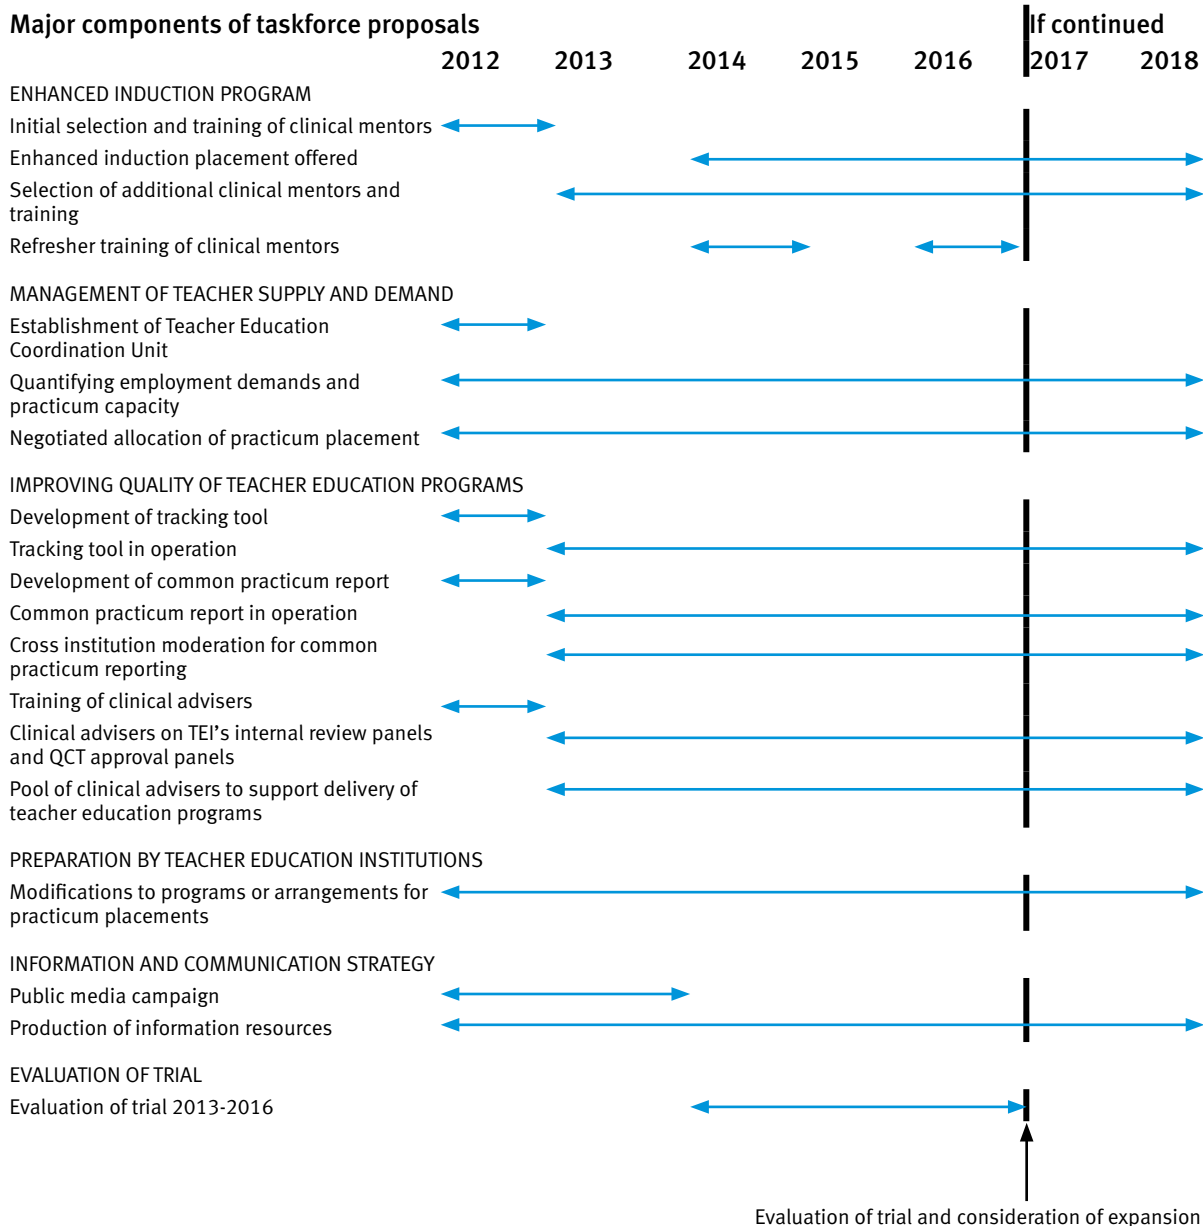 Major components of taskforce proposals
If continued
2012 2013 2014 2015 2016 2017 2018
ENHANCED INDUCTION PROGRAM
Initial selection and training of clinical mentors
Enhanced induction placement offered
Selection of additional clinical mentors and
training
Refresher training of clinical mentors
MANAGEMENT OF TEACHER SUPPLY AND DEMAND
Establishment of Teacher Education
Coordination Unit
Quantifying employment demands and
practicum capacity
Negotiated allocation of practicum placement
IMPROVING QUALITY OF TEACHER EDUCATION PROGRAMS
Development of tracking tool
Tracking tool in operation
Development of common practicum report
Common practicum report in operation
Cross institution moderation for common
practicum reporting
Training of clinical advisers
Clinical advisers on TEI's internal review panels
and QCT approval panels
Pool of clinical advisers to support delivery of
teacher education programs
PREPARATION BY TEACHER EDUCATION INSTITUTIONS
Modifications to programs or arrangements for
practicum placements
INFORMATION AND COMMUNICATION STRATEGY
Public media campaign
Production of information resources
EVALUATION OF TRIAL
Evaluation of trial 2013-2016
Evaluation of trial and consideration of expansion